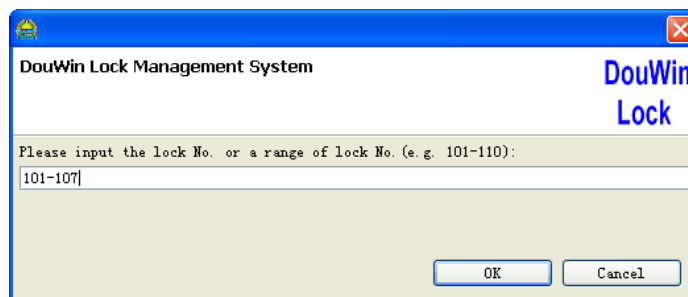 DouWin Lock Management System
DouWin
Lock
Please input the lock No. or a range of lock No. (e.g. 101-110):
101-107
OK
Cancel